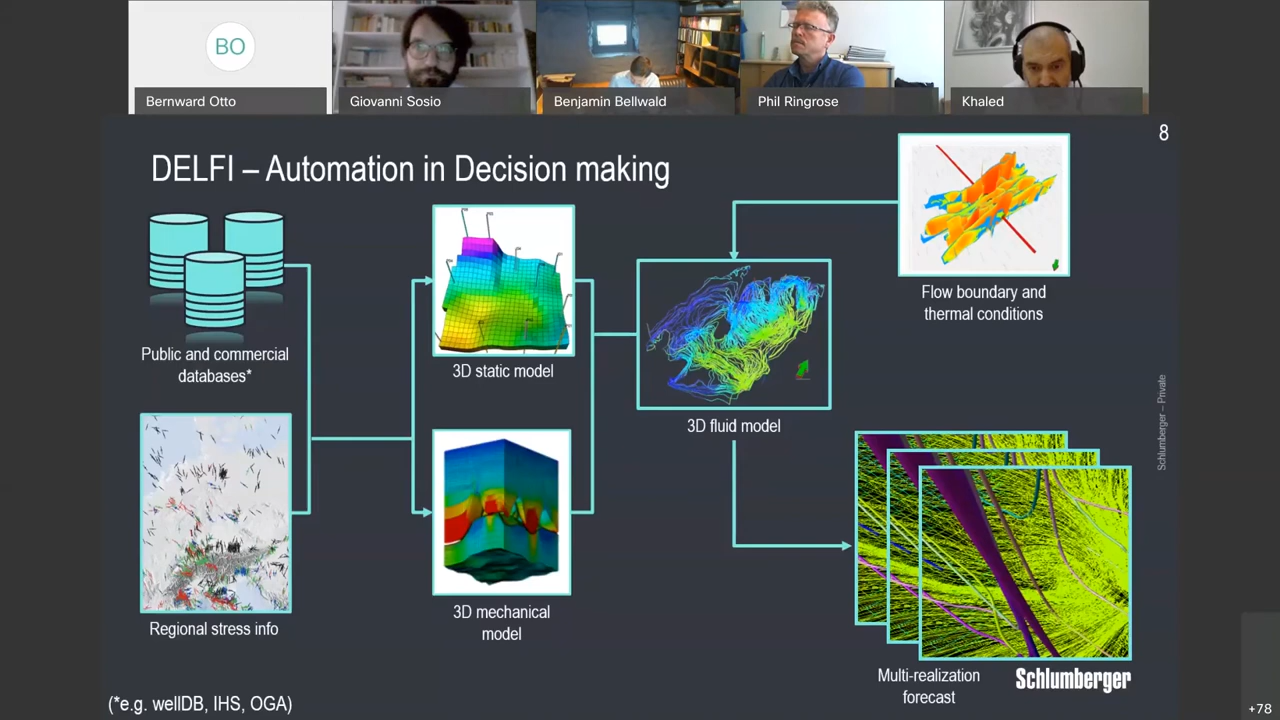 BO
Bernward Otto
Giovanni Sosio
Benjamin Bellwald
Phil Ringrose
Khaled
8
DELFI – Automation in Decision making
Public and commercial
databases*
Regional stress info
3D static model
3D mechanical
model
3D fluid model
Flow boundary and
thermal conditions
Multi-realization
forecast
Schlumberger
Schlumberger – Private
(*e.g. wellDB, IHS, OGA)
+78